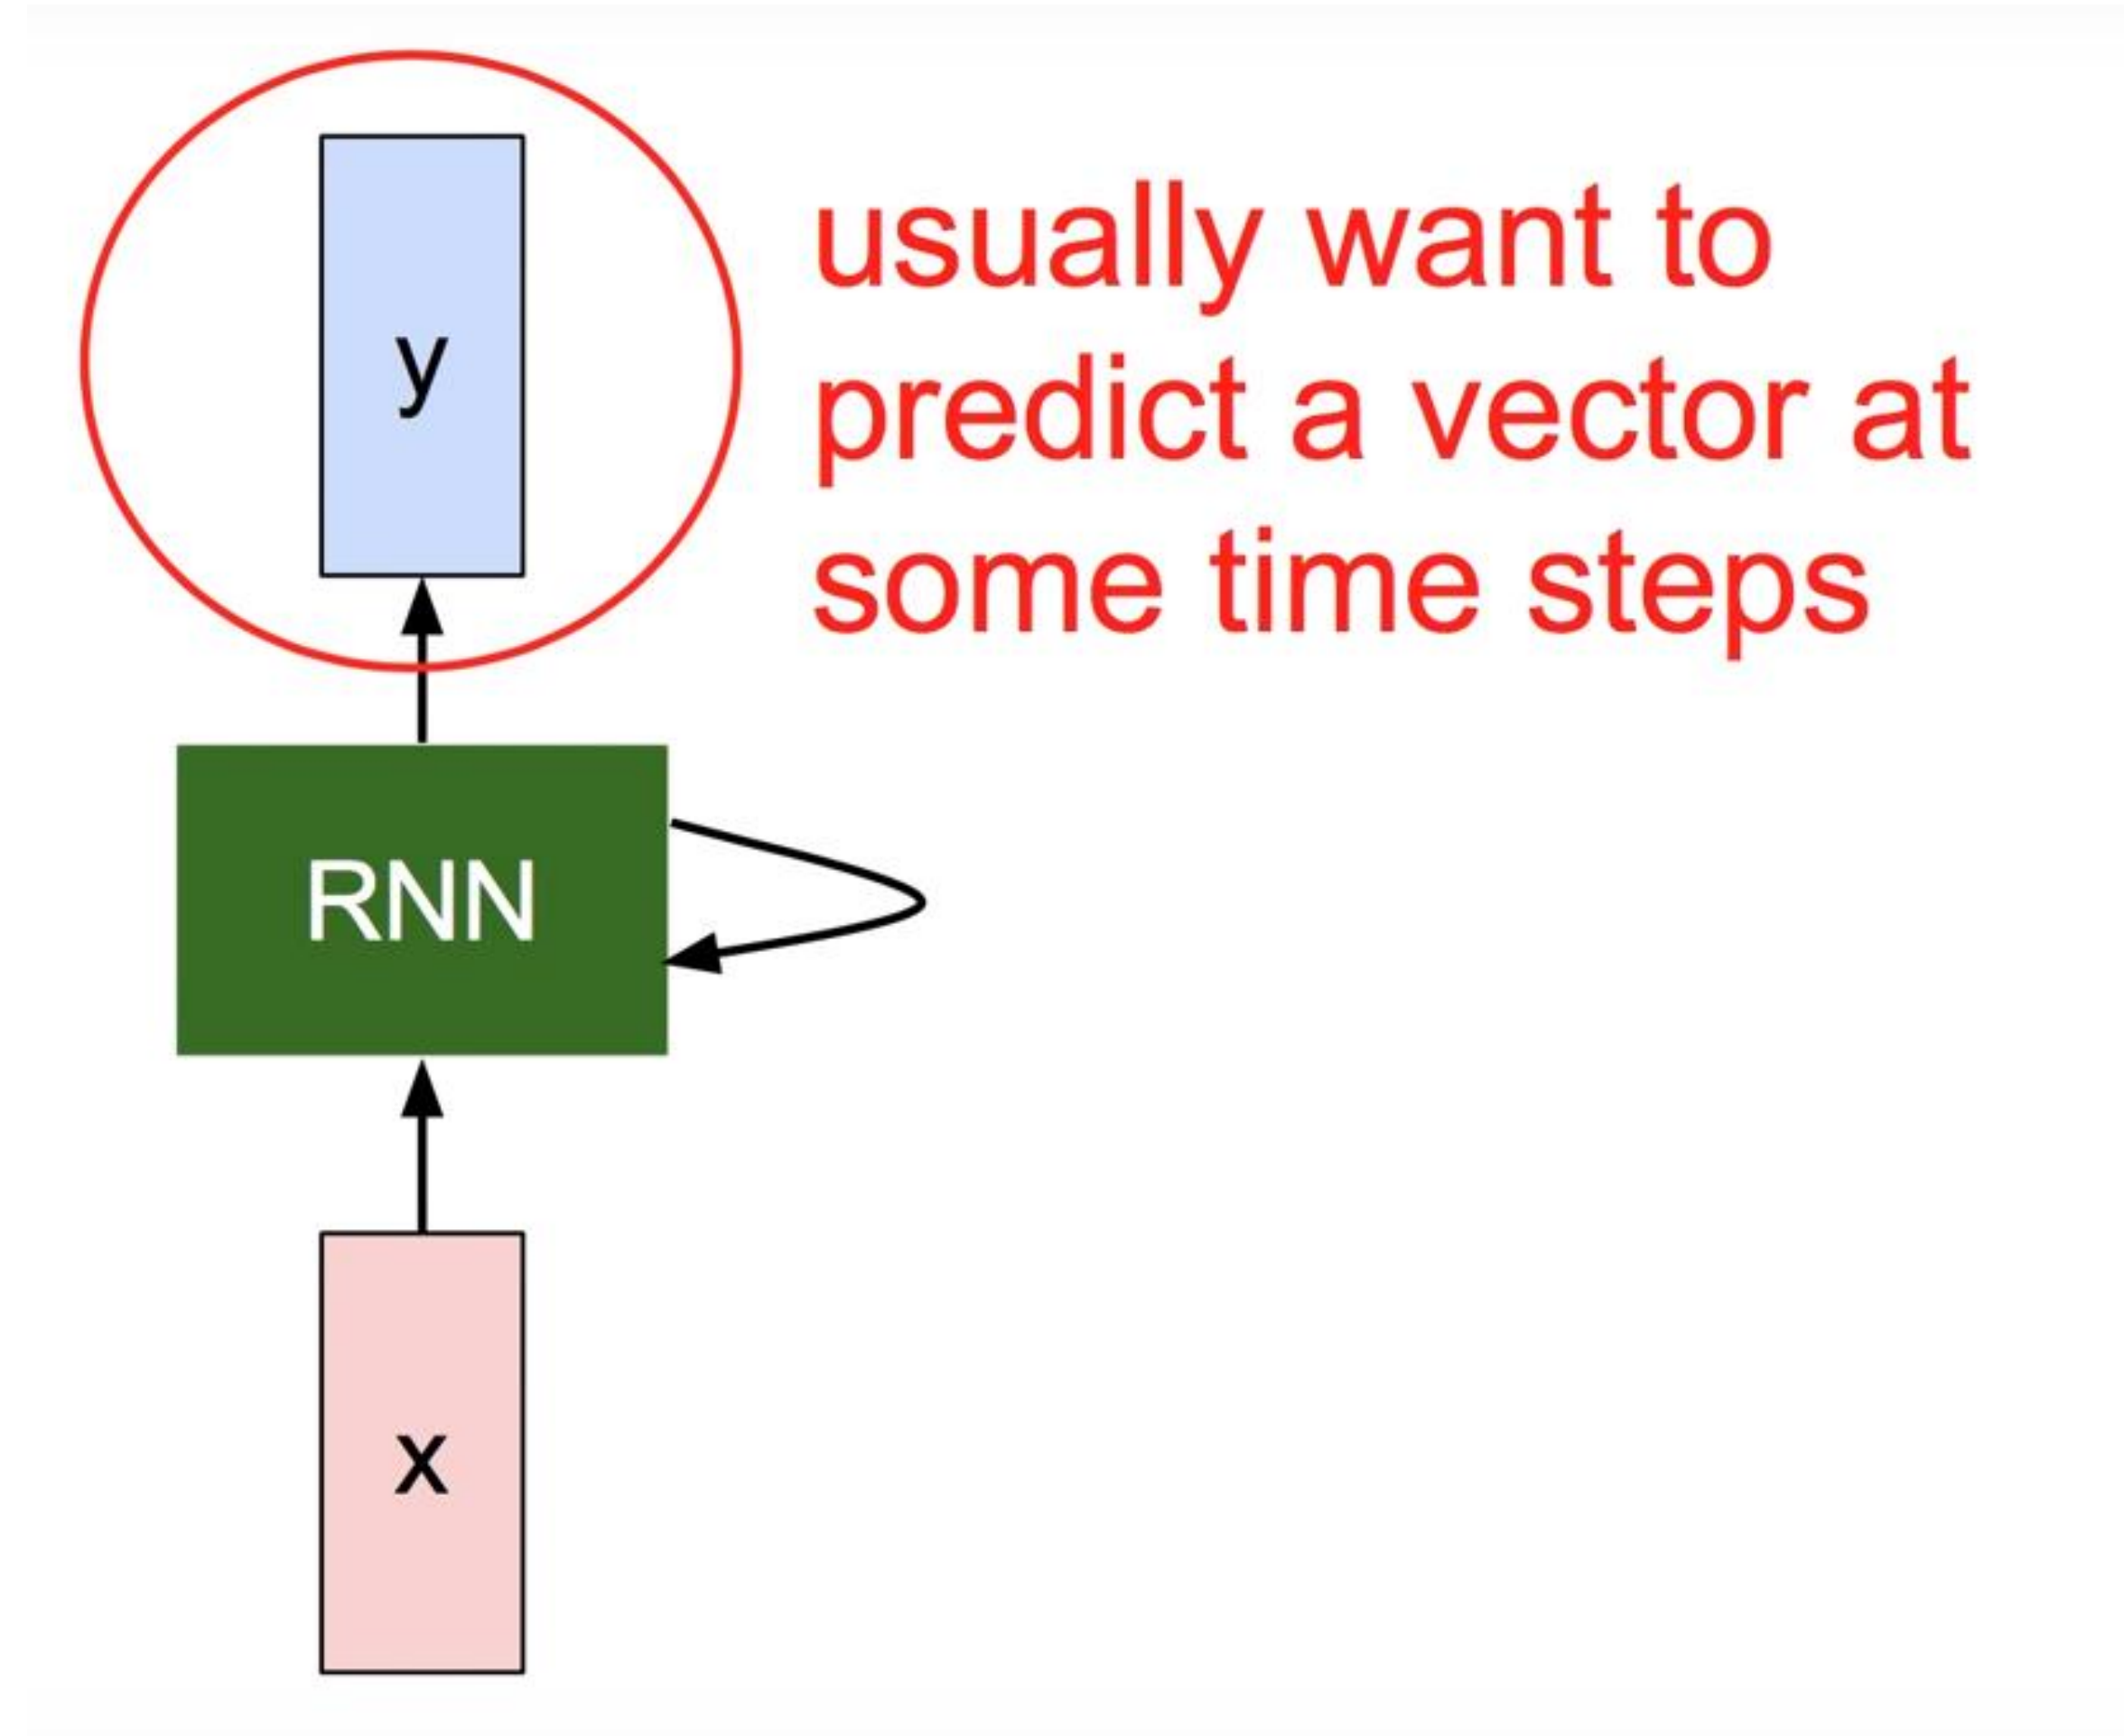 y
usually want to
predict a vector at
some time steps
RNN
x